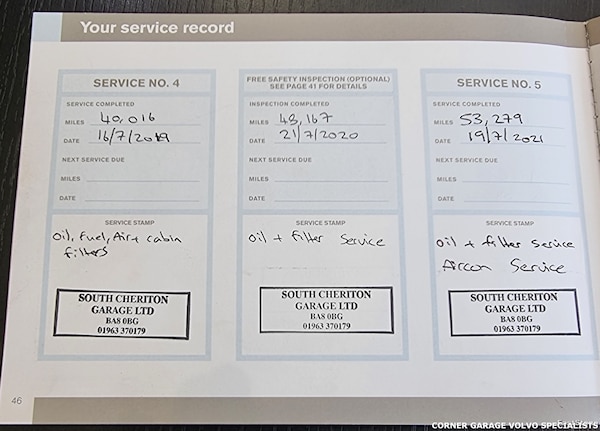 Your service record
SERVICE NO. 4
SERVICE COMPLETED
MILES 40,016
DATE 16/7/2019
NEXT SERVICE DUE
MILES
DATE
SERVICE STAMP
Oil, Fuel, Air + cabin
filters
SOUTH CHERITON
GARAGE LTD
BA8 0BG
01963 370179
FREE SAFETY INSPECTION (OPTIONAL)
SEE PAGE 41 FOR DETAILS
INSPECTION COMPLETED
MILES 48,167
DATE 21/7/2020
NEXT SERVICE DUE
MILES
DATE
SERVICE STAMP
Oil + filter Service
SOUTH CHERITON
GARAGE LTD
BA8 0BG
01963 370179
SERVICE NO. 5
SERVICE COMPLETED
MILES 53,279
DATE 19/7/2021
NEXT SERVICE DUE
MILES
DATE
SERVICE STAMP
Oil + filter Service
Aircon Service
SOUTH CHERITON
GARAGE LTD
BA8 0BG
01963 370179
46
CORNER GARAGE VOLVO SPECIALISTS